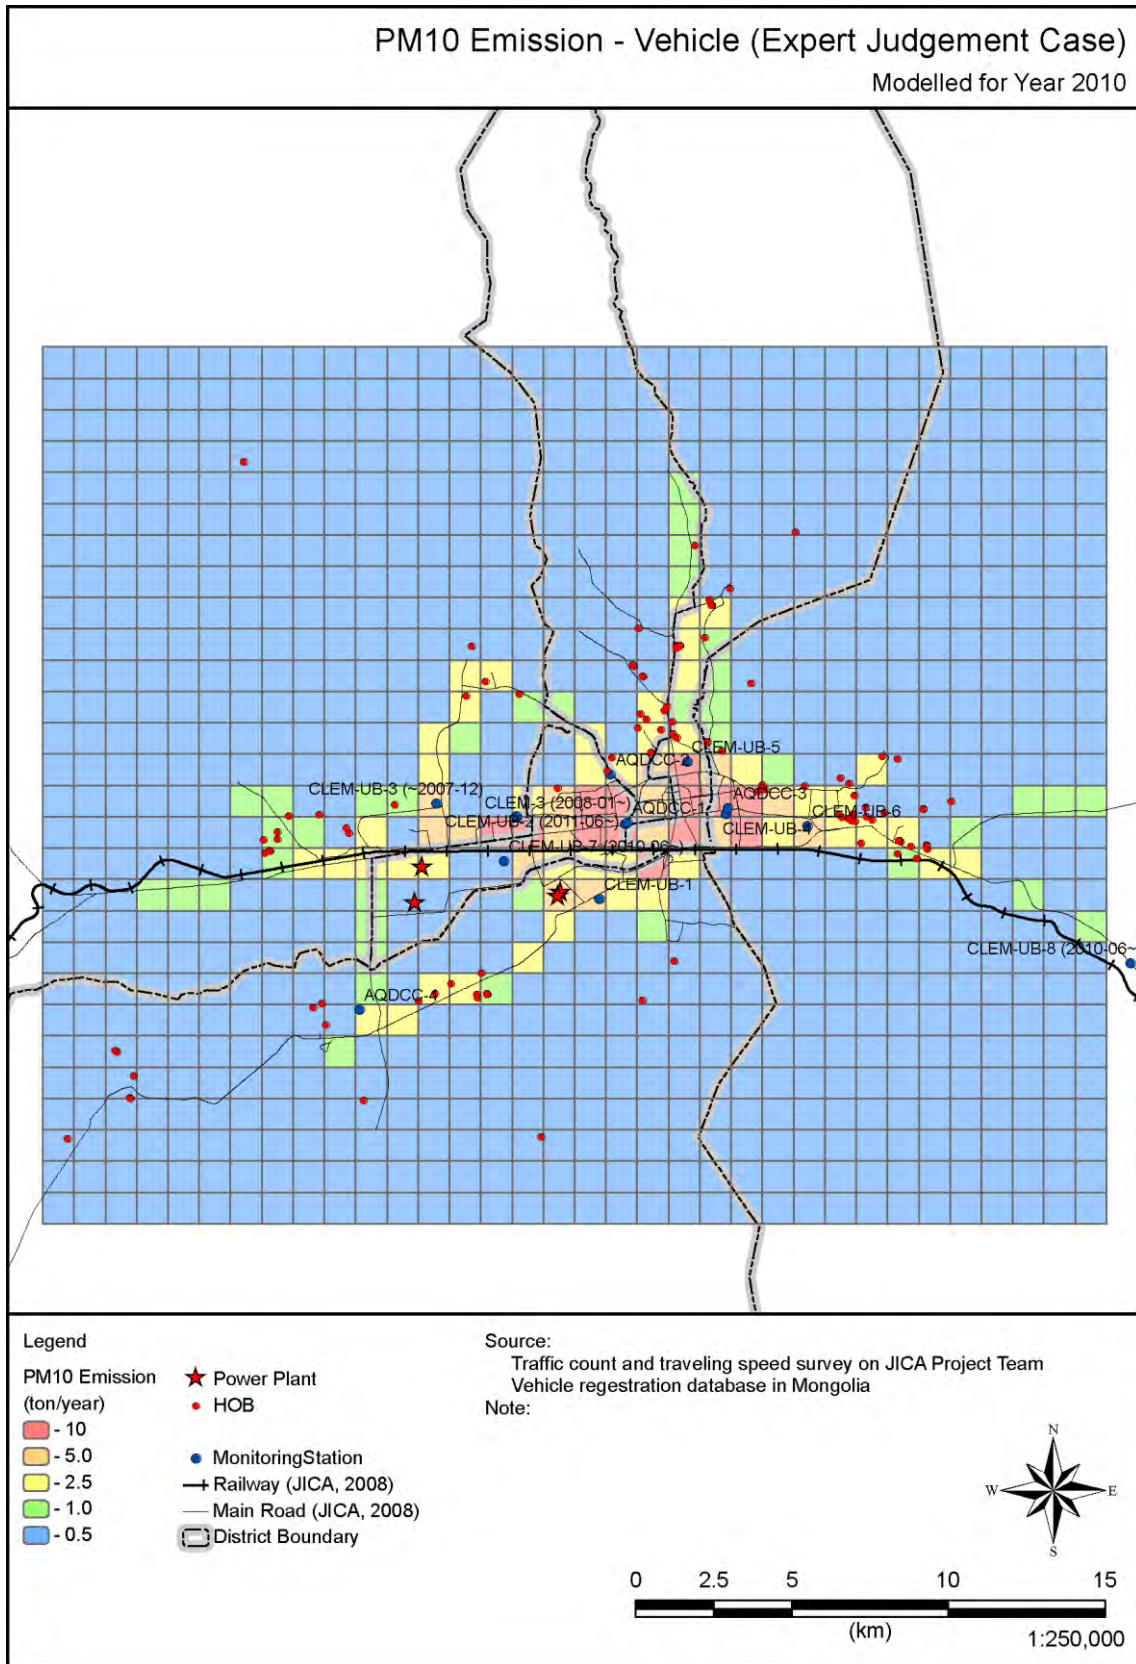 PM10 Emission - Vehicle (Expert Judgement Case)
Modelled for Year 2010
CLEM-UB-5
AQDCC-2
CLEM-UB-3 (~2007-12)
CLEM-3 (2008-01~)
AQDCC-1
AQDCC-3
CLEM-UB-6
CLEM-UB-2 (2011-06~)
CLEM-UB-4
CLEM-UB-7 (2010-06~)
CLEM-UB-1
CLEM-UB-8 (2010-06~
AQDCC-4
Legend
PM10 Emission
(ton/year)
- 10
- 5.0
- 2.5
- 1.0
- 0.5
Power Plant
HOB
MonitoringStation
Railway (JICA, 2008)
Main Road (JICA, 2008)
District Boundary
Source:
Traffic count and traveling speed survey on JICA Project Team
Vehicle regestration database in Mongolia
Note:
N
W
E
S
0 2.5 5 10 15
(km)
1:250,000